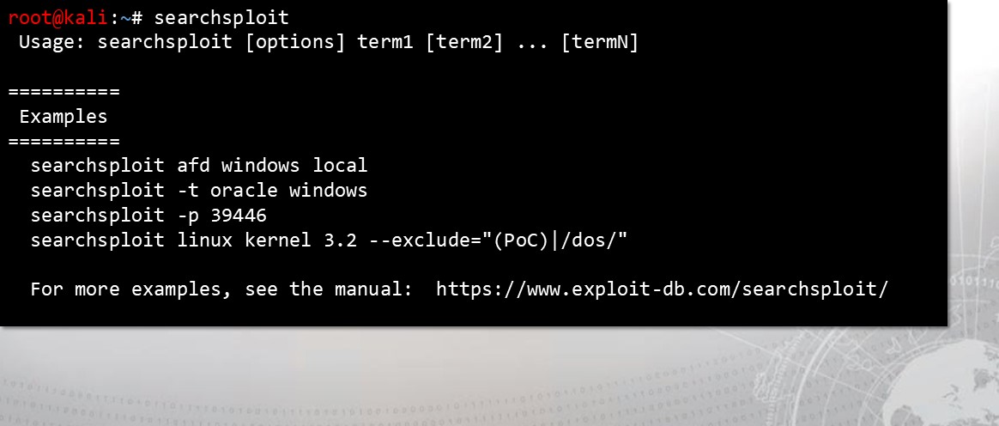 root@kali:~# searchsploit
Usage: searchsploit [options] term1 [term2] ... [termN]
==========
Examples
==========
searchsploit afd windows local
searchsploit -t oracle windows
searchsploit -p 39446
searchsploit linux kernel 3.2 --exclude="(PoC)|/dos/"
For more examples, see the manual:  https://www.exploit-db.com/searchsploit/